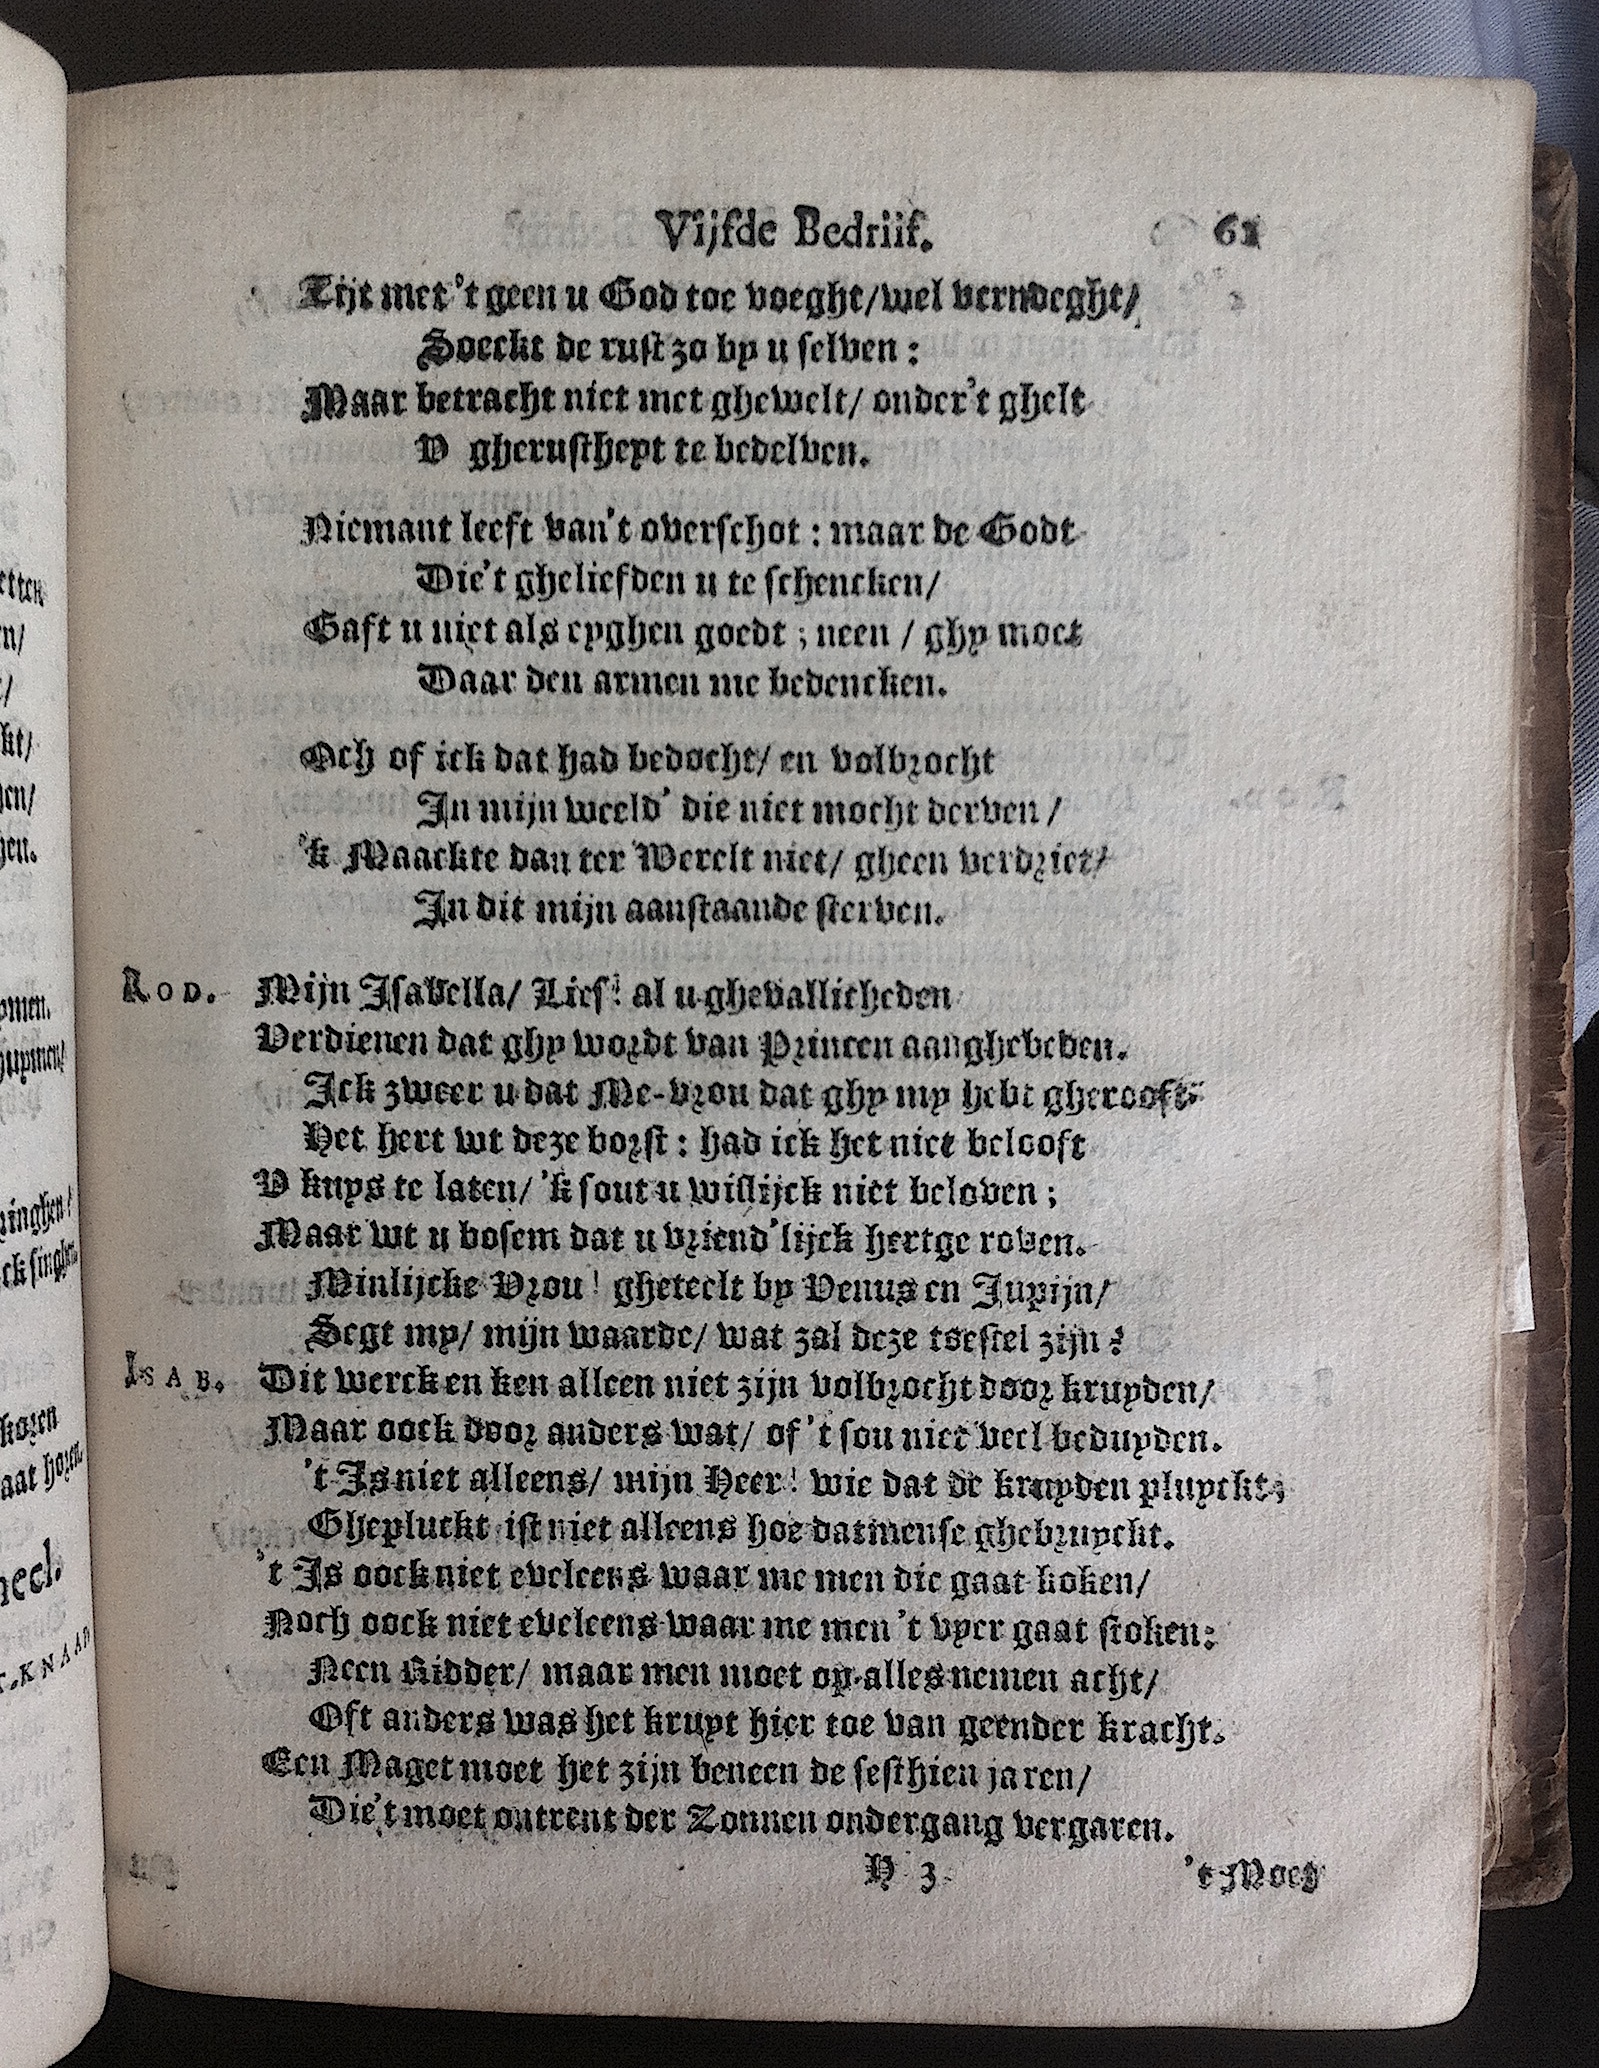 Vijfde Bedriif. 61
Zijt met 't geen u God toe voeght/wel vernoeght/
Soeckt de rust zo by u selven:
Maar betracht niet met ghewelt/ onder't ghelt
V gherustheyt te bedelven.
Niemant leeft van't overschot: maar de Godt
Die't gheliefden u te schencken/
Gaft u niet als eyghen goedt; neen / ghy moet
Daar den armen me bedencken.
Och of ick dat had bedocht/ en volbrocht
In mijn weeld' die niet mocht derven /
'k Maackte dan ter Werelt niet/ gheen verdriet/
In dit mijn aanstaande sterven.
ROD. Mijn Isabella/ Lief! al u ghevallicheden
Verdienen dat ghy wordt van Princen aanghebeden.
Ick zweer u dat Me-vrou dat ghy my hebt gherooft
Het hert wt deze borst: had ick het niet belooft
V kuys te laten/ 'k sout u willijck niet beloven;
Maar wt u bosem dat u vriend'lijck hertge roven.
Minlijcke Vrou! gheteelt by Venus en Jupijn/
Segt my/ mijn waarde/ wat zal deze toestel zijn?
ISAB. Dit wercken ken alleen niet zijn volbrocht door kruyden/
Maar oock door anders wat/ of 't sou niet veel beduyden.
't Is niet alleens/ mijn Heer! wie dat de kruyden pluyckt;
Ghepluckt ist niet alleens hoe datmense ghebruyckt.
't Is oock niet eveleens waar me men die gaat koken/
Noch oock niet eveleens waar me men 't vyer gaat stoken:
Neen Ridder/ maar men moet op alles nemen acht/
Oft anders was het kruyt hier toe van geender kracht.
Een Maget moet het zijn beneen de sesthien jaren/
Die't moet ontrent der Zonnen ondergang vergaren.
H 3 't Moet